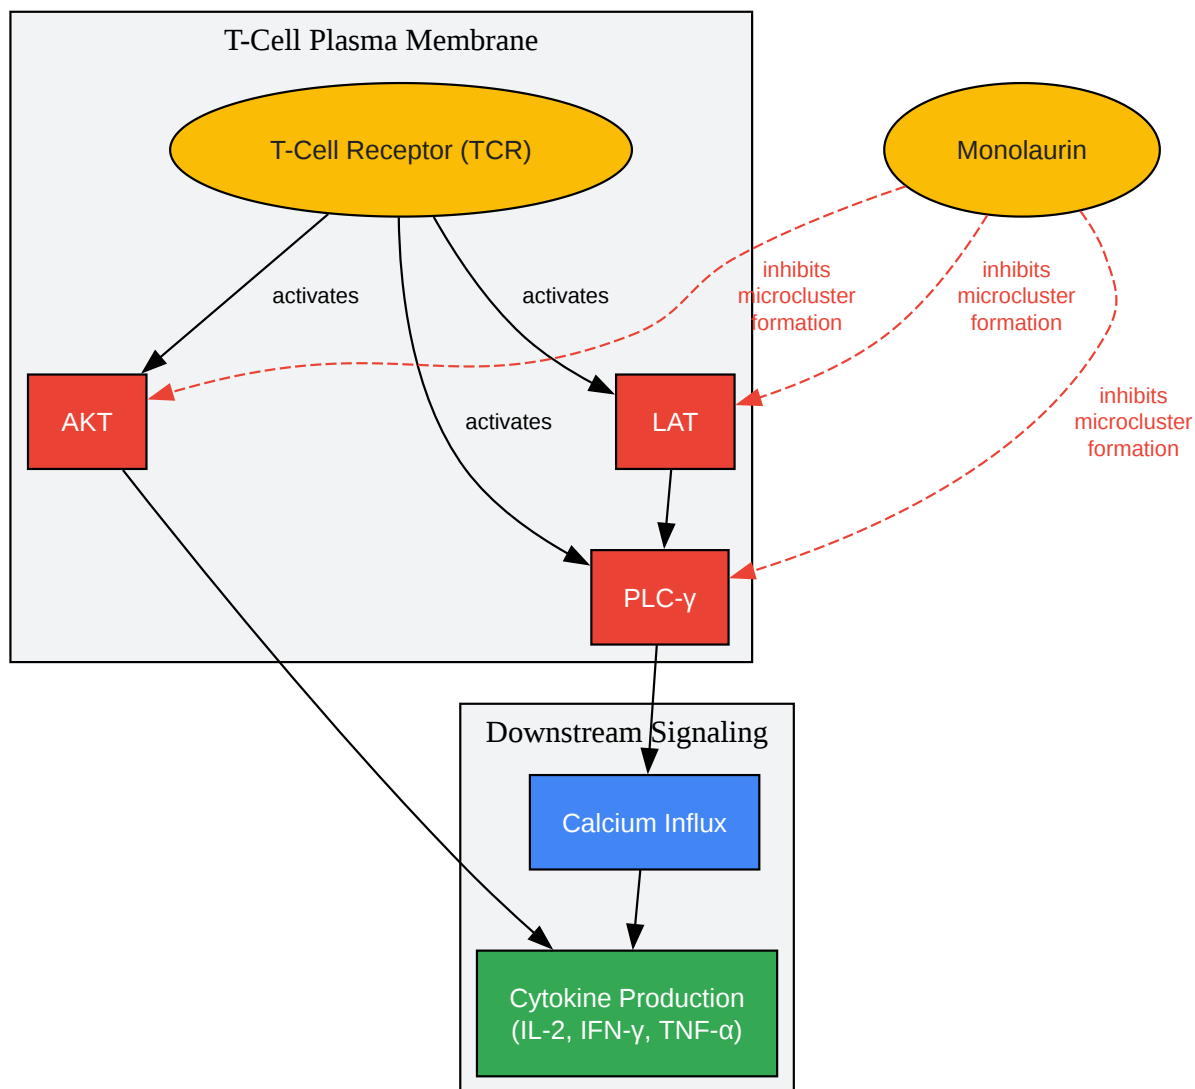 T-Cell Plasma Membrane
T-Cell Receptor (TCR)
Monolaurin
activates
activates
inhibits
microcluster
formation
inhibits
microcluster
formation
AKT
activates
LAT
inhibits
microcluster
formation
PLC-γ
Downstream Signaling
Calcium Influx
Cytokine Production
(IL-2, IFN-γ, TNF-α)